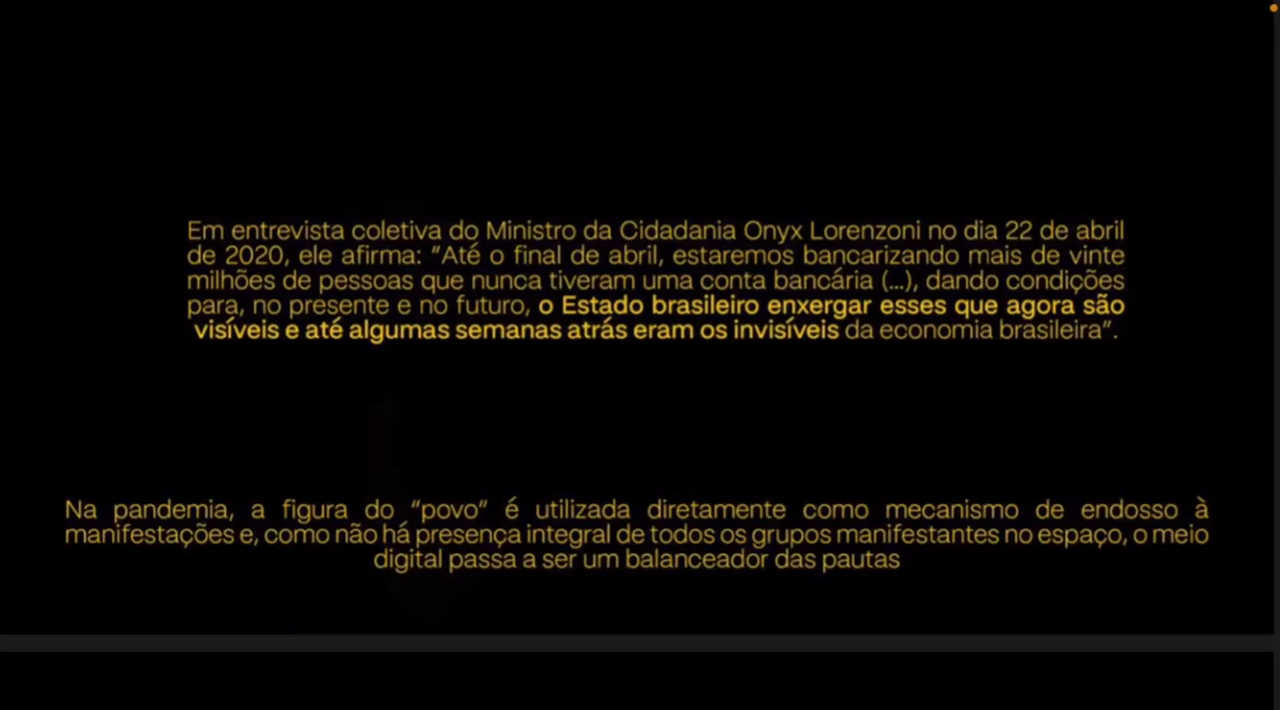 Em entrevista coletiva do Ministro da Cidadania Onyx Lorenzoni no dia 22 de abril
de 2020, ele afirma: “Até o final de abril, estaremos bancarizando mais de vinte
milhões de pessoas que nunca tiveram uma conta bancária (...), dando condições
para, no presente e no futuro, o Estado brasileiro enxergar esses que agora são
visíveis e até algumas semanas atrás eram os invisíveis da economia brasileira”.
Na pandemia, a figura do “povo” é utilizada diretamente como mecanismo de endosso à
manifestações e, como não há presença integral de todos os grupos manifestantes no espaço, o meio
digital passa a ser um balanceador das pautas